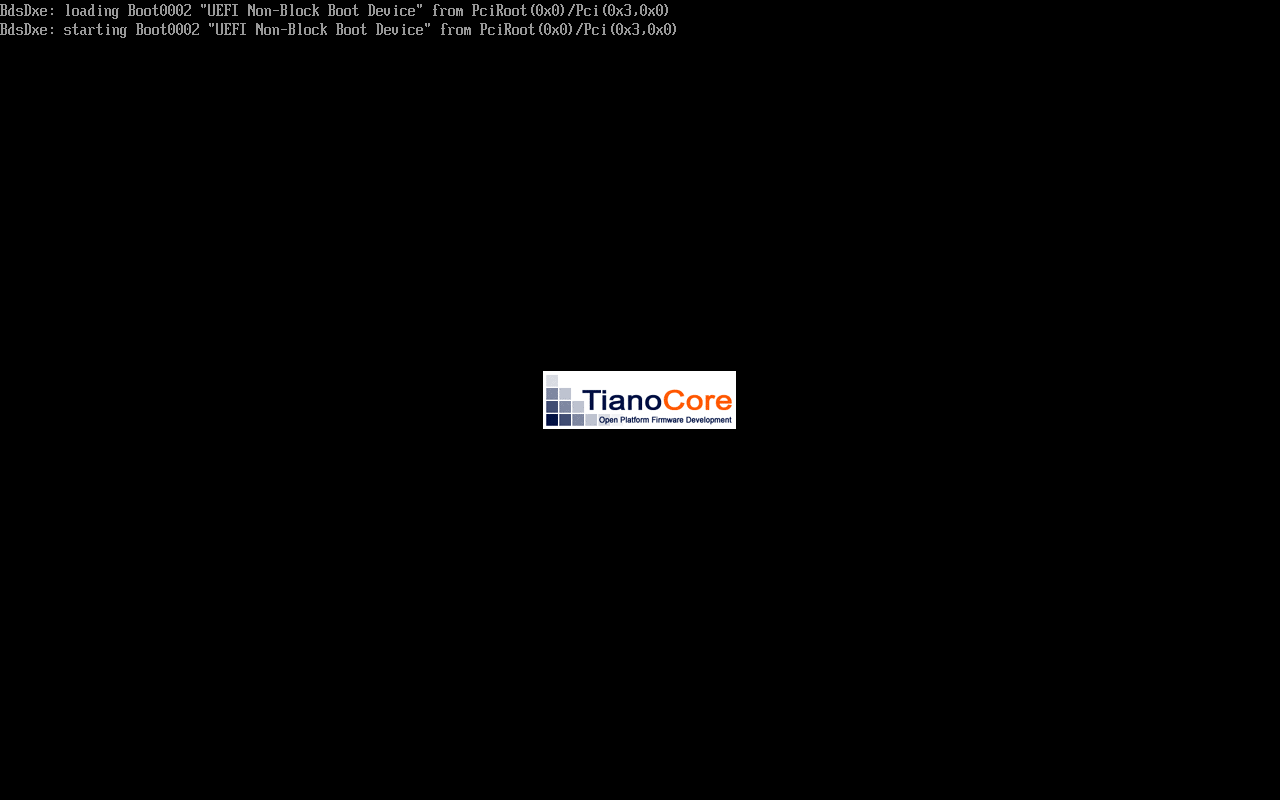 BdsDxe: loading Boot0002 "UEFI Non-Block Boot Device" from PciRoot(0x0)/Pci(0x3,0x0)
BdsDxe: starting Boot0002 "UEFI Non-Block Boot Device" from PciRoot(0x0)/Pci(0x3,0x0)
TianoCore
Open Platform Firmware Development